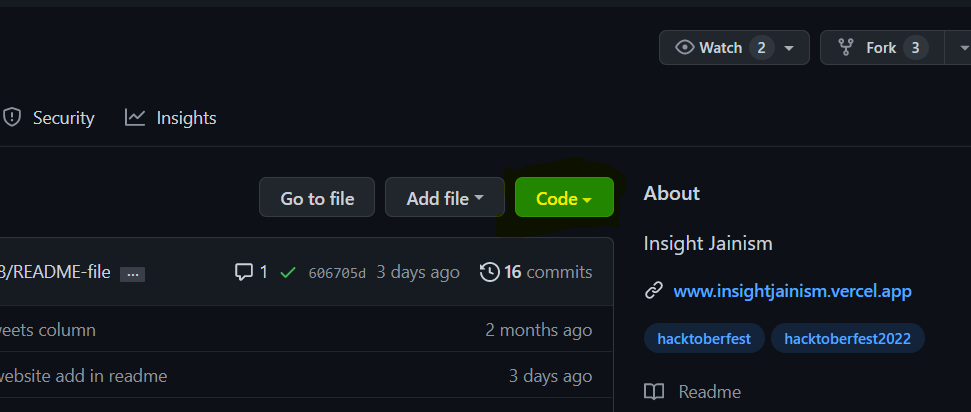 Watch 2 Fork 3
Security Insights
Go to file Add file Code
About
Insight Jainism
8/README-file ... 1 606705d 3 days ago 16 commits
www.insightjainism.vercel.app
weets column 2 months ago
hacktoberfest hacktoberfest2022
website add in readme 3 days ago
Readme